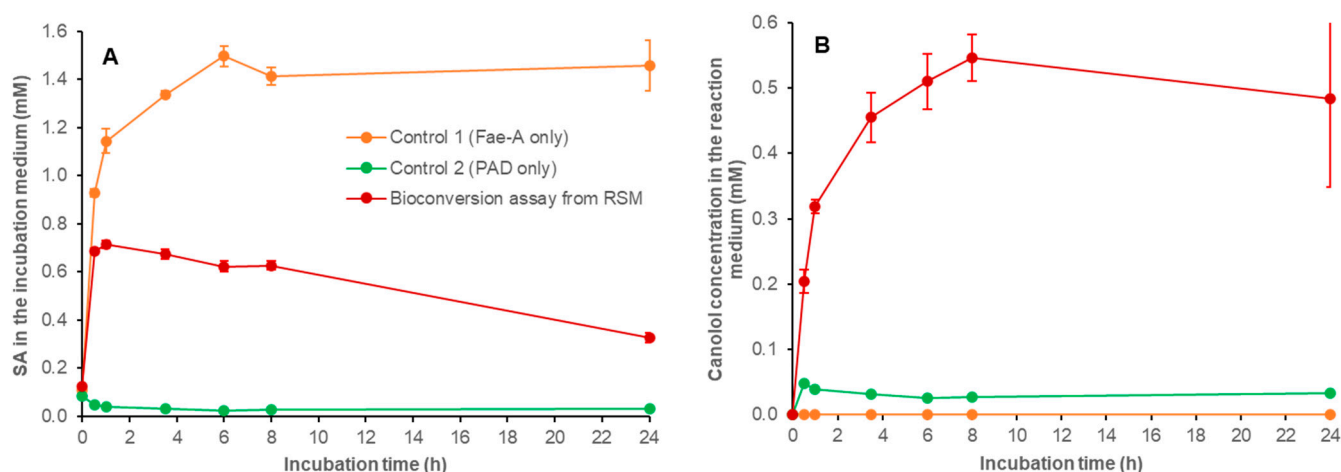 A
SA in the incubation medium (mM)
1.6
1.4
1.2
1.0
0.8
0.6
0.4
0.2
0.0
0 2 4 6 8 10 12 14 16 18 20 22 24
Incubation time (h)
Control 1 (Fae-A only)
Control 2 (PAD only)
Bioconversion assay from RSM
B
Canolol concentration in the reaction
medium (mM)
0.6
0.5
0.4
0.3
0.2
0.1
0.0
0 2 4 6 8 10 12 14 16 18 20 22 24
Incubation time (h)